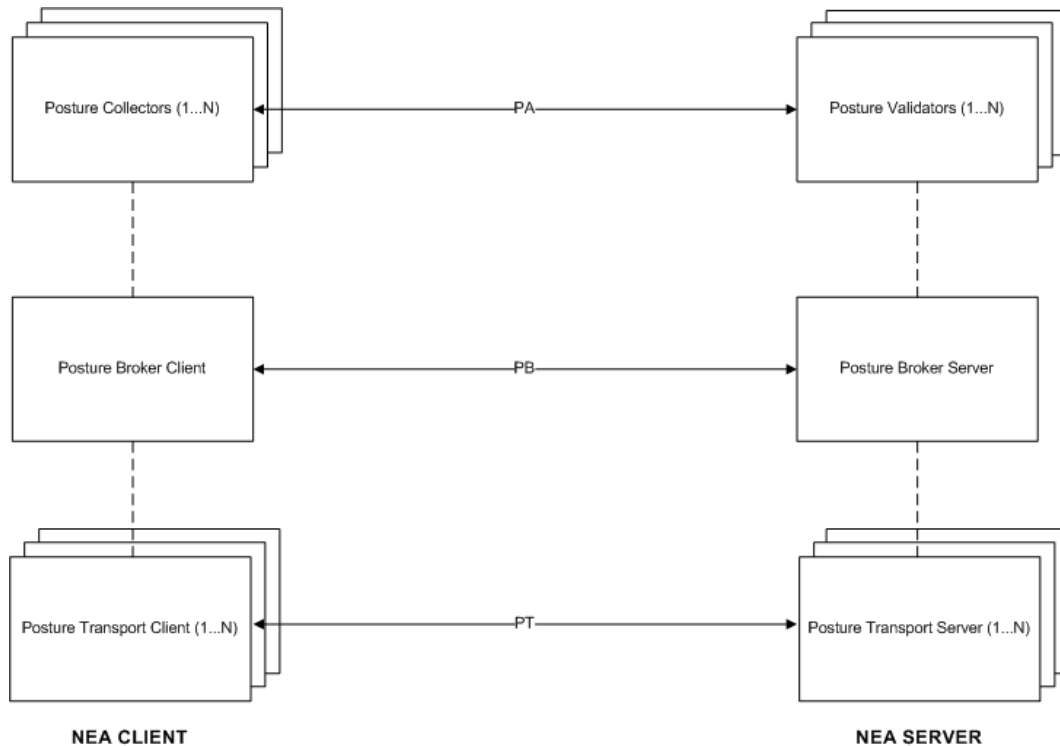 Posture Collectors (1...N)
PA
Posture Validators (1...N)
Posture Broker Client
PB
Posture Broker Server
Posture Transport Client (1...N)
PT
Posture Transport Server (1...N)
NEA CLIENT
NEA SERVER